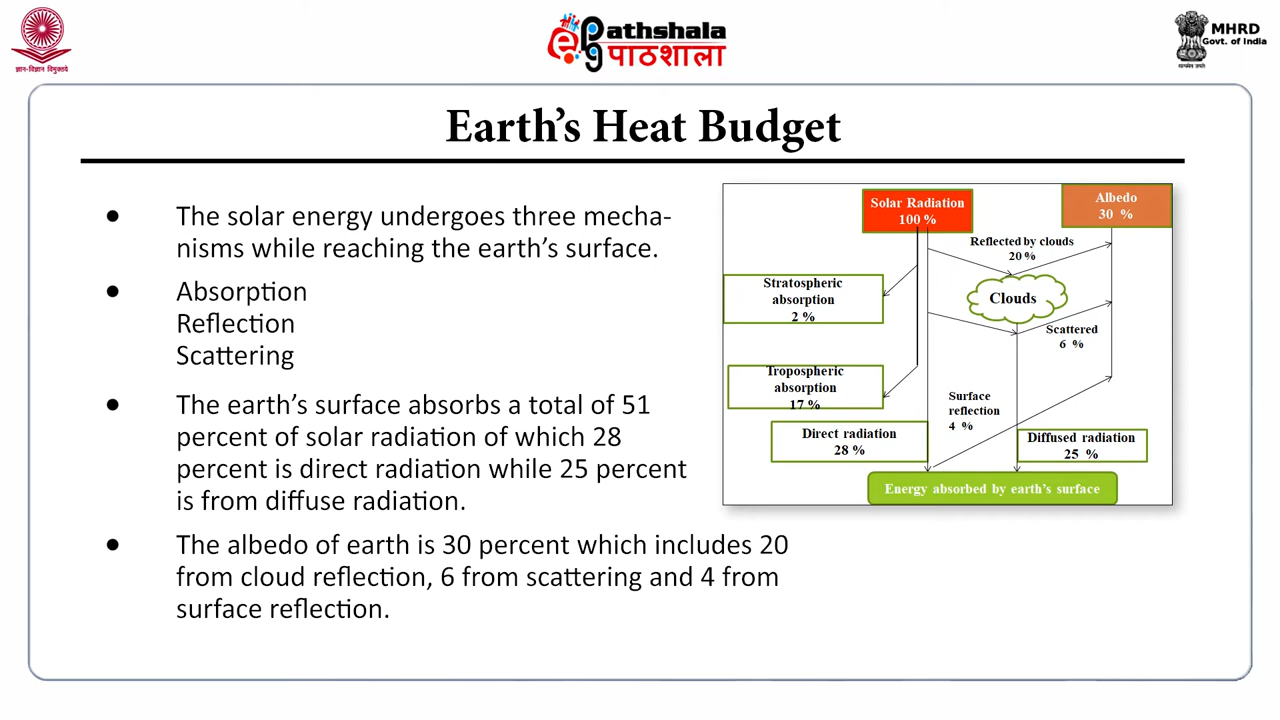 ज्ञान-विज्ञान विमुक्तये
epg Pathshala
पाठशाला
MHRD
Govt. of India
सत्यमेव जयते
Earth's Heat Budget
● The solar energy undergoes three mecha-
nisms while reaching the earth's surface.
● Absorption
Reflection
Scattering
● The earth's surface absorbs a total of 51
percent of solar radiation of which 28
percent is direct radiation while 25 percent
is from diffuse radiation.
● The albedo of earth is 30 percent which includes 20
from cloud reflection, 6 from scattering and 4 from
surface reflection.
Solar Radiation
100 %
Albedo
30 %
Reflected by clouds
20 %
Stratospheric
absorption
2 %
Clouds
Scattered
6 %
Tropospheric
absorption
17 %
Surface
reflection
4 %
Direct radiation
28 %
Diffused radiation
25 %
Energy absorbed by earth's surface